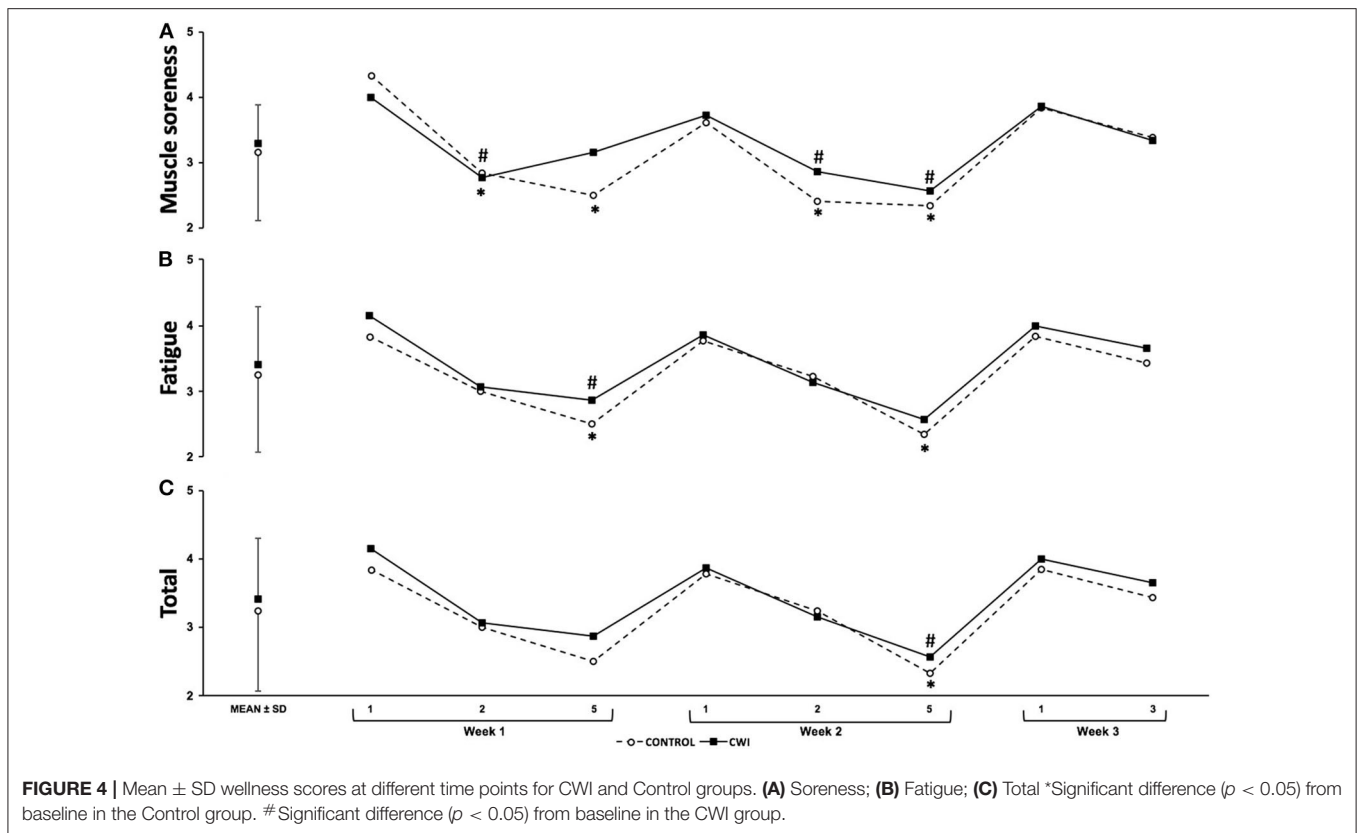 A
Muscle soreness
5
4
3
2
#
*
*
#
*
#
*
B
Fatigue
5
4
3
2
#
*
*
C
Total
5
4
3
2
#
*
MEAN ± SD 1 2 5 1 2 5 1 3
Week 1 Week 2 Week 3
CONTROL CWI
FIGURE 4 | Mean ± SD wellness scores at different time points for CWI and Control groups. (A) Soreness; (B) Fatigue; (C) Total *Significant difference (p < 0.05) from
baseline in the Control group. #Significant difference (p < 0.05) from baseline in the CWI group.